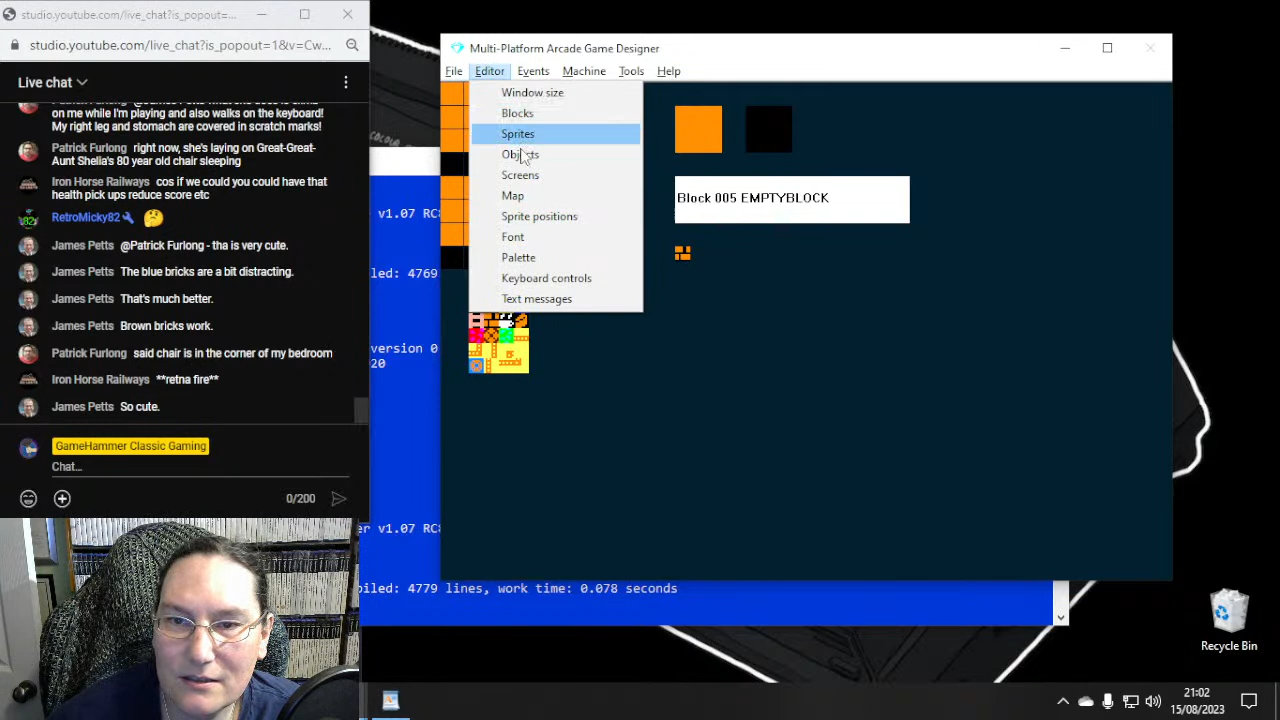 studio.youtube.com/live_chat?is_popout=1...
studio.youtube.com/live_chat?is_popout=1&v=Cw...
Live chat
on me while I'm playing and also walks on the keyboard!
My right leg and stomach are covered in scratch marks!
Patrick Furlong right now, she's laying on Great-Great-
Aunt Shelia's 80 year old chair sleeping
Iron Horse Railways cos if we could you could have that
health pick ups reduce score etc
RetroMicky82
James Petts @Patrick Furlong - tha is very cute.
James Petts The blue bricks are a bit distracting.
James Petts That's much better.
James Petts Brown bricks work.
Patrick Furlong said chair is in the corner of my bedroom
Iron Horse Railways **retna fire**
James Petts So cute.
GameHammer Classic Gaming
Chat...
0/200
Multi-Platform Arcade Game Designer
File Editor Events Machine Tools Help
Window size
Blocks
Sprites
Objects
Screens
Map
Sprite positions
Font
Palette
Keyboard controls
Text messages
Block 005 EMPTYBLOCK
r v1.07 RC8
led: 4769
version 0
20
er v1.07 RC8
piled: 4779 lines, work time: 0.078 seconds
Recycle Bin
21:02
15/08/2023